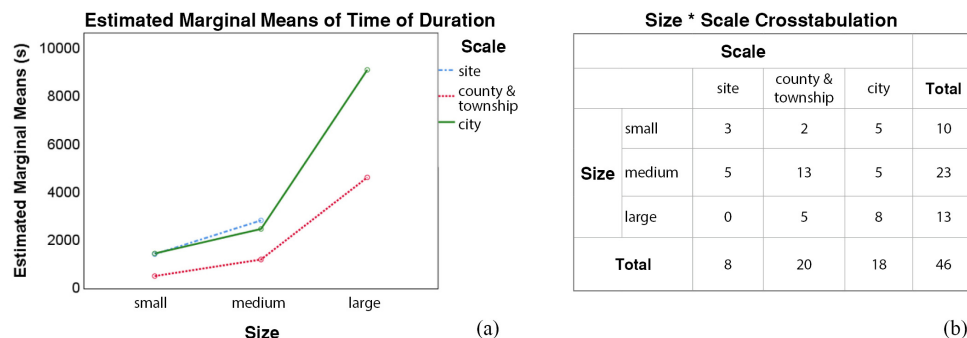 Estimated Marginal Means of Time of Duration
Estimated Marginal Means (s)
10000
8000
6000
4000
2000
0
small medium large
Size
Scale
site
county &
township
city
(a)
Size * Scale Crosstabulation
Scale
site county & township city Total
Size
small 3 2 5 10
medium 5 13 5 23
large 0 5 8 13
Total 8 20 18 46
(b)